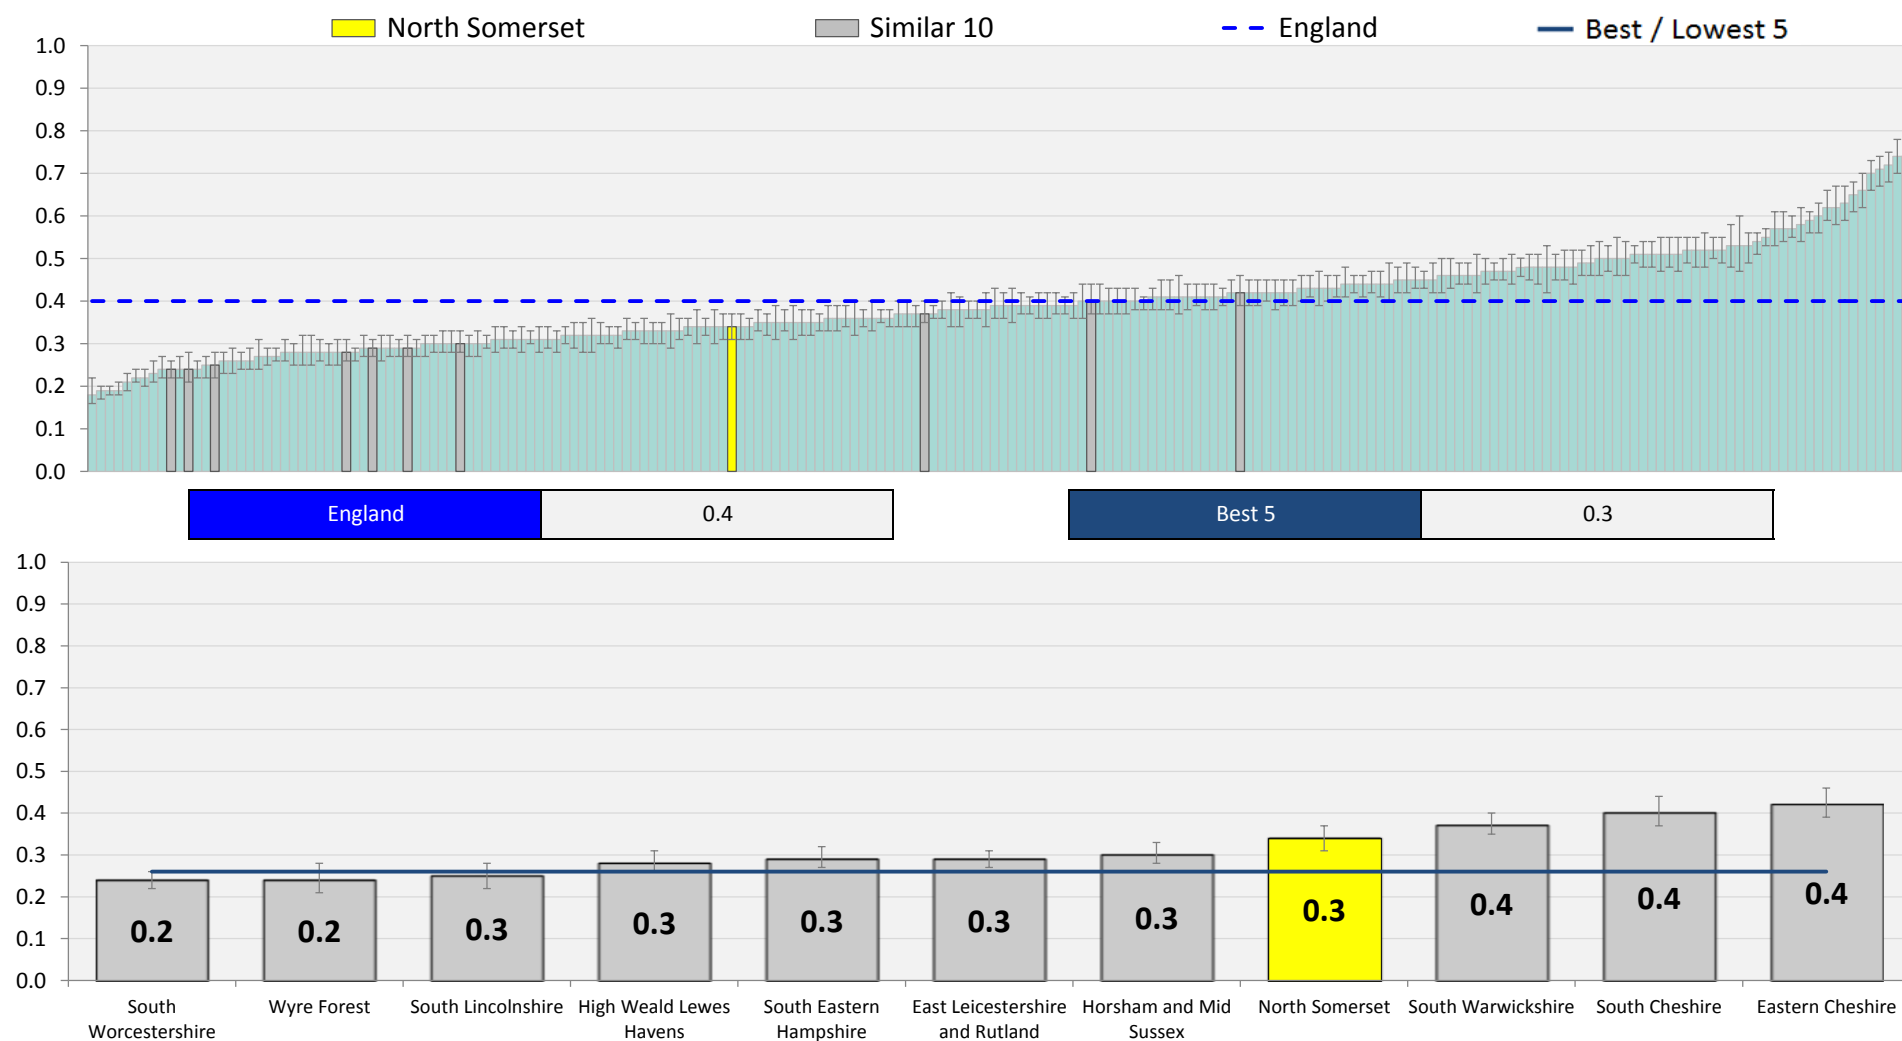 North Somerset
Similar 10
England
Best / Lowest 5
1.0
0.9
0.8
0.7
0.6
0.5
0.4
0.3
0.2
0.1
0.0
England 0.4 Best 5 0.3
1.0
0.9
0.8
0.7
0.6
0.5
0.4
0.3
0.2
0.1
0.0
0.2 0.2 0.3 0.3 0.3 0.3 0.3 0.3 0.4 0.4 0.4
South
Worcestershire
Wyre Forest
South Lincolnshire
High Weald Lewes
Havens
South Eastern
Hampshire
East Leicestershire
and Rutland
Horsham and Mid
Sussex
North Somerset
South Warwickshire
South Cheshire
Eastern Cheshire